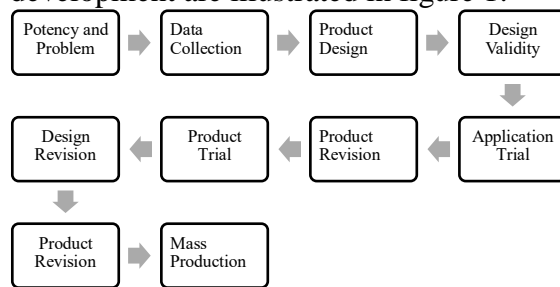 development are illustrated in figure 1.
Potency and
Problem
Data
Collection
Product
Design
Design
Validity
Application
Trial
Product
Revision
Product
Trial
Design
Revision
Product
Revision
Mass
Production